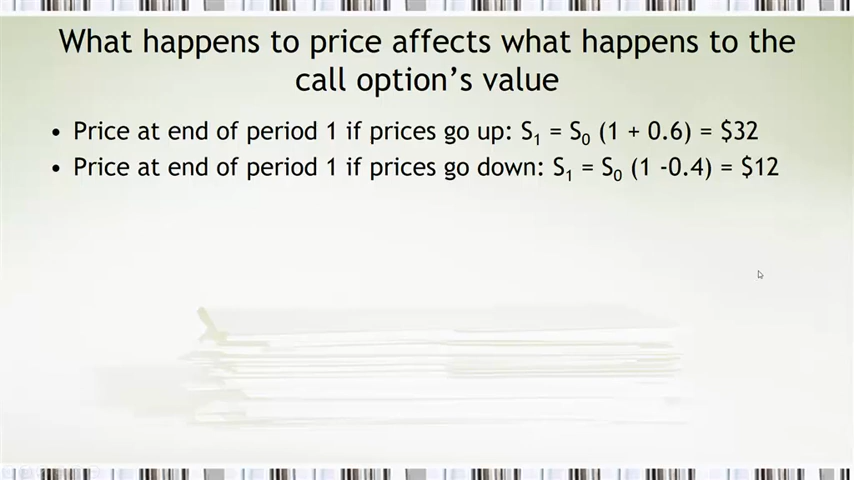 What happens to price affects what happens to the
call option’s value
• Price at end of period 1 if prices go up: S₁ = S₀ (1 + 0.6) = $32
• Price at end of period 1 if prices go down: S₁ = S₀ (1 -0.4) = $12